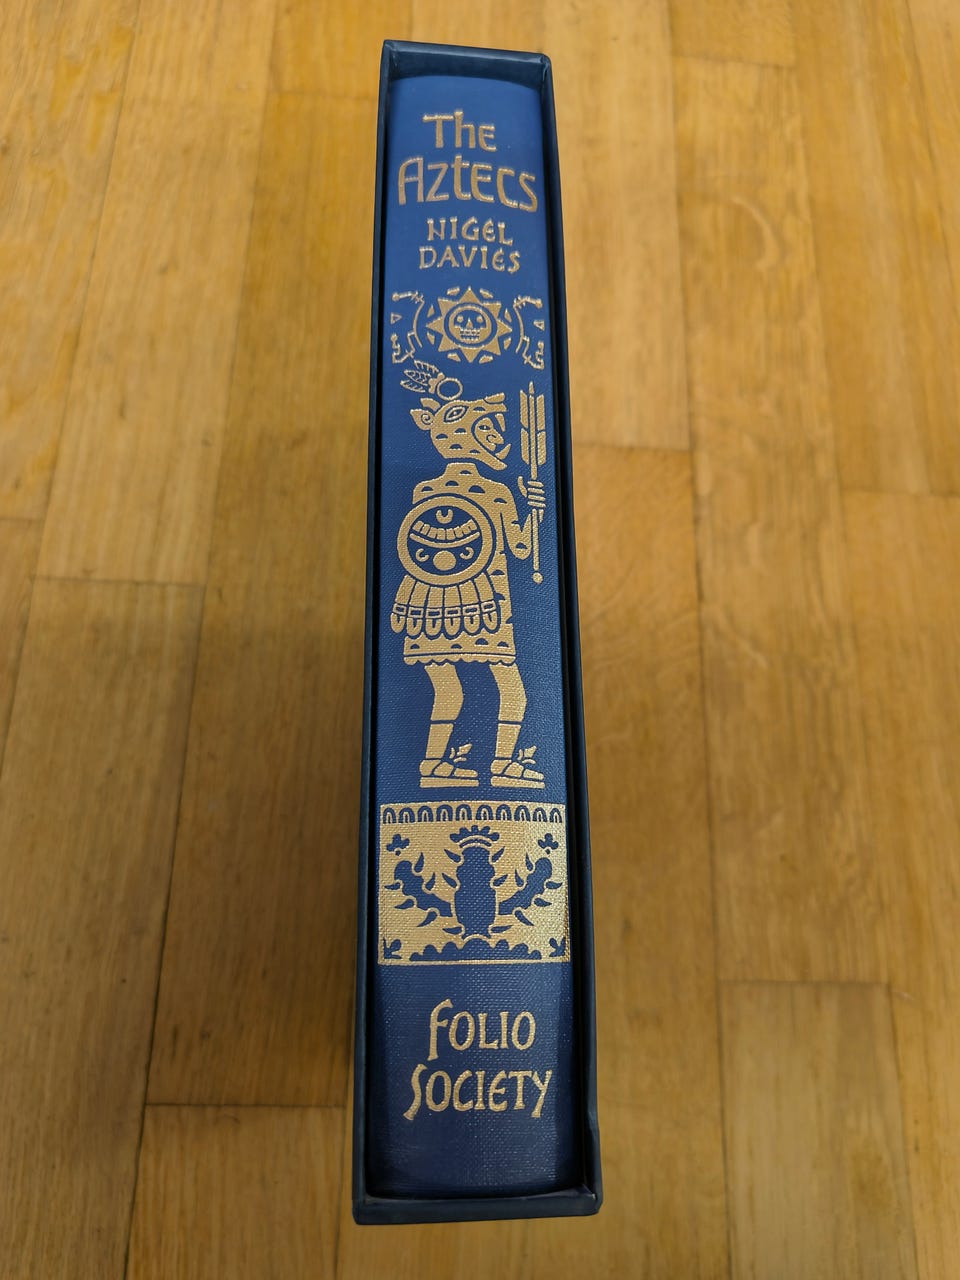 The
Aztecs
NIGEL
DAVIES
FOLIO
SOCIETY